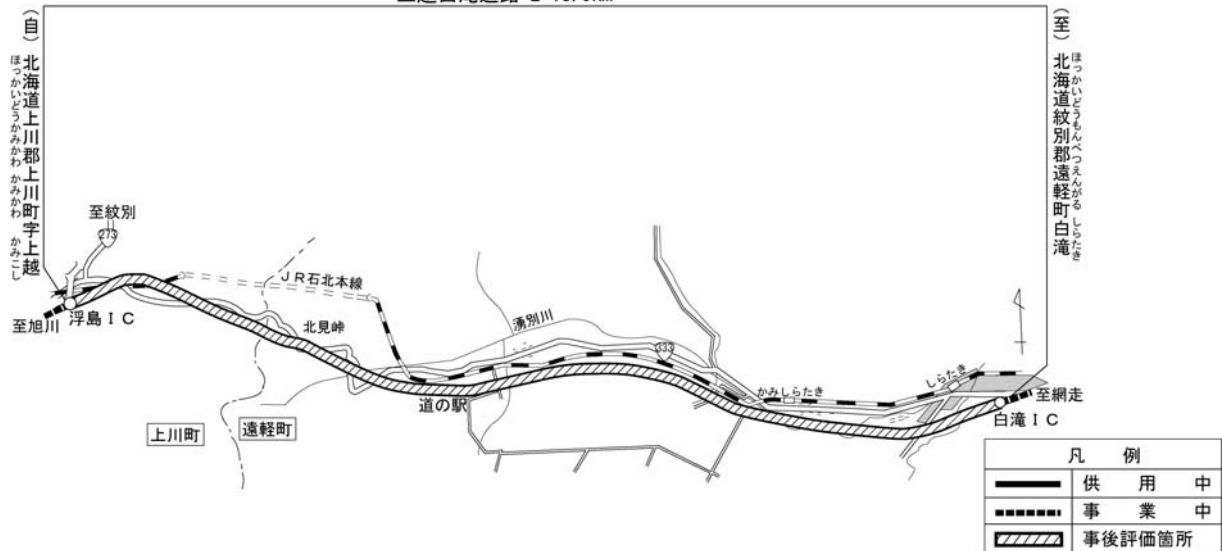 (自)北海道上川郡上川町字上越
ほっかいどうかみかわ かみかわ かみこし
(至)北海道紋別郡遠軽町白滝
ほっかいどうもんべつえんがる しらたき
至紋別
273
JR石北本線
至旭川
浮島IC
北見峠
湧別川
333
道の駅
かみしらたき
しらたき
至網走
白滝IC
上川町
遠軽町
凡例
供用中
事業中
事後評価箇所